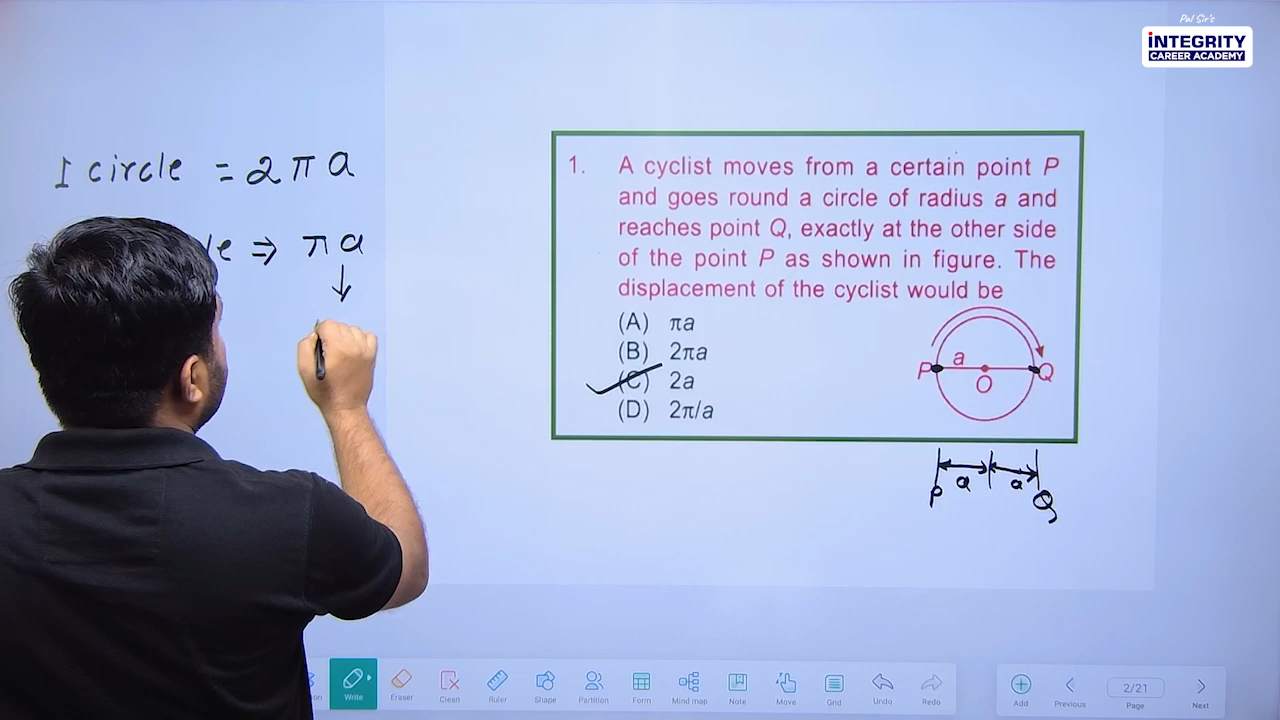 Pal Sir's
iNTEGRITY
CAREER ACADEMY
1 circle = 2πa
le ⇒ πa
↓
1. A cyclist moves from a certain point P
and goes round a circle of radius a and
reaches point Q, exactly at the other side
of the point P as shown in figure. The
displacement of the cyclist would be
(A) πa
(B) 2πa
(C) 2a
(D) 2π/a
P a Q
O
a a
P Q
Write Eraser Clean Ruler Shape Partition Form Mind map Note Move Grid Undo Redo
Add Previous 2/21 Page Next